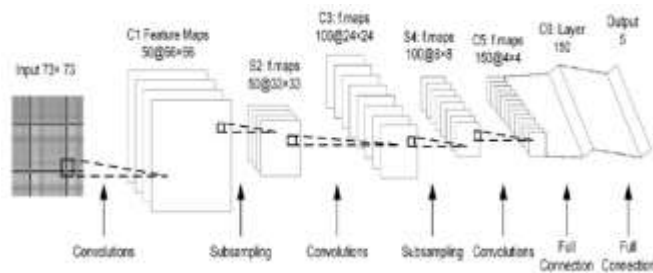 Input 73×73
C1 Feature Maps
50@66×66
S2: f.maps
50@33×33
C3: f.maps
100@24×24
S4: f.maps
100@8×8
C5: f.maps
150@4×4
C6: Layer
150
Output
5
Convolutions
Subsampling
Convolutions
Subsampling
Convolutions
Full
Connection
Full
Connection